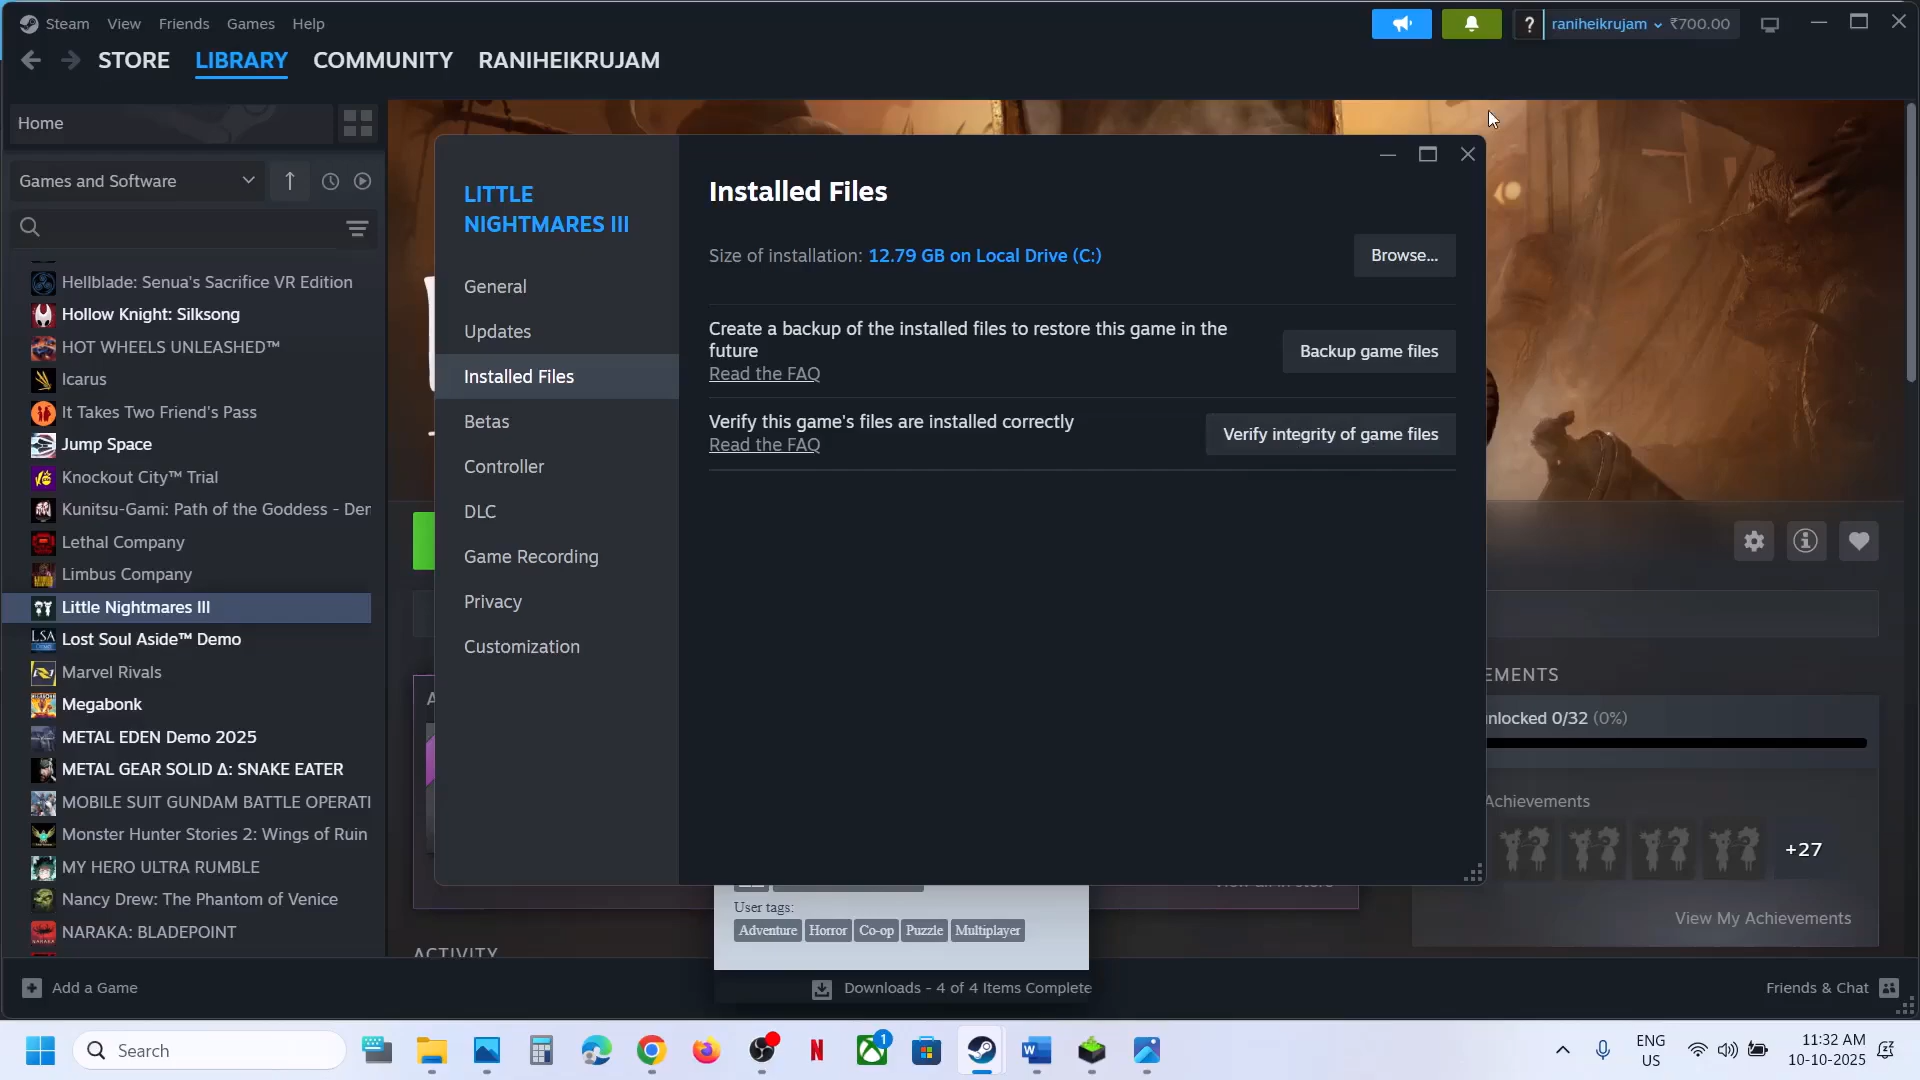 Steam View Friends Games Help
? raniheikrujam ₹700.00
STORE LIBRARY COMMUNITY RANIHEIKRUJAM
Home
Games and Software
Hellblade: Senua's Sacrifice VR Edition
Hollow Knight: Silksong
HOT WHEELS UNLEASHED™
Icarus
It Takes Two Friend's Pass
Jump Space
Knockout City™ Trial
Kunitsu-Gami: Path of the Goddess - Der
Lethal Company
Limbus Company
Little Nightmares III
LSA Lost Soul Aside™ Demo
Marvel Rivals
Megabonk
METAL EDEN Demo 2025
METAL GEAR SOLID Δ: SNAKE EATER
MOBILE SUIT GUNDAM BATTLE OPERATI
Monster Hunter Stories 2: Wings of Ruin
MY HERO ULTRA RUMBLE
Nancy Drew: The Phantom of Venice
NARAKA: BLADEPOINT
Add a Game
LITTLE
NIGHTMARES III
General
Updates
Installed Files
Betas
Controller
DLC
Game Recording
Privacy
Customization
Installed Files
Size of installation: 12.79 GB on Local Drive (C:)
Browse...
Create a backup of the installed files to restore this game in the
future
Read the FAQ
Backup game files
Verify this game's files are installed correctly
Read the FAQ
Verify integrity of game files
EMENTS
nlocked 0/32 (0%)
Achievements
+27
View My Achievements
ACTIVITY
User tags:
Adventure Horror Co-op Puzzle Multiplayer
Downloads - 4 of 4 Items Complete
Friends & Chat
Search
1
ENG
US
11:32 AM
10-10-2025